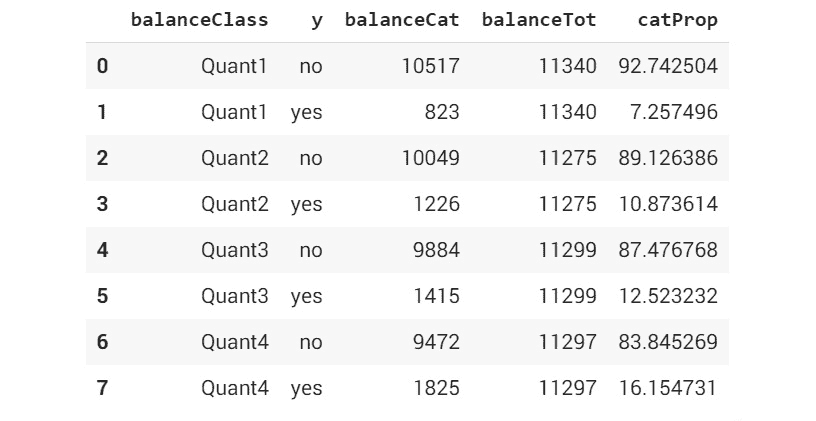 balanceClass y balanceCat balanceTot catProp
0 Quant1 no 10517 11340 92.742504
1 Quant1 yes 823 11340 7.257496
2 Quant2 no 10049 11275 89.126386
3 Quant2 yes 1226 11275 10.873614
4 Quant3 no 9884 11299 87.476768
5 Quant3 yes 1415 11299 12.523232
6 Quant4 no 9472 11297 83.845269
7 Quant4 yes 1825 11297 16.154731